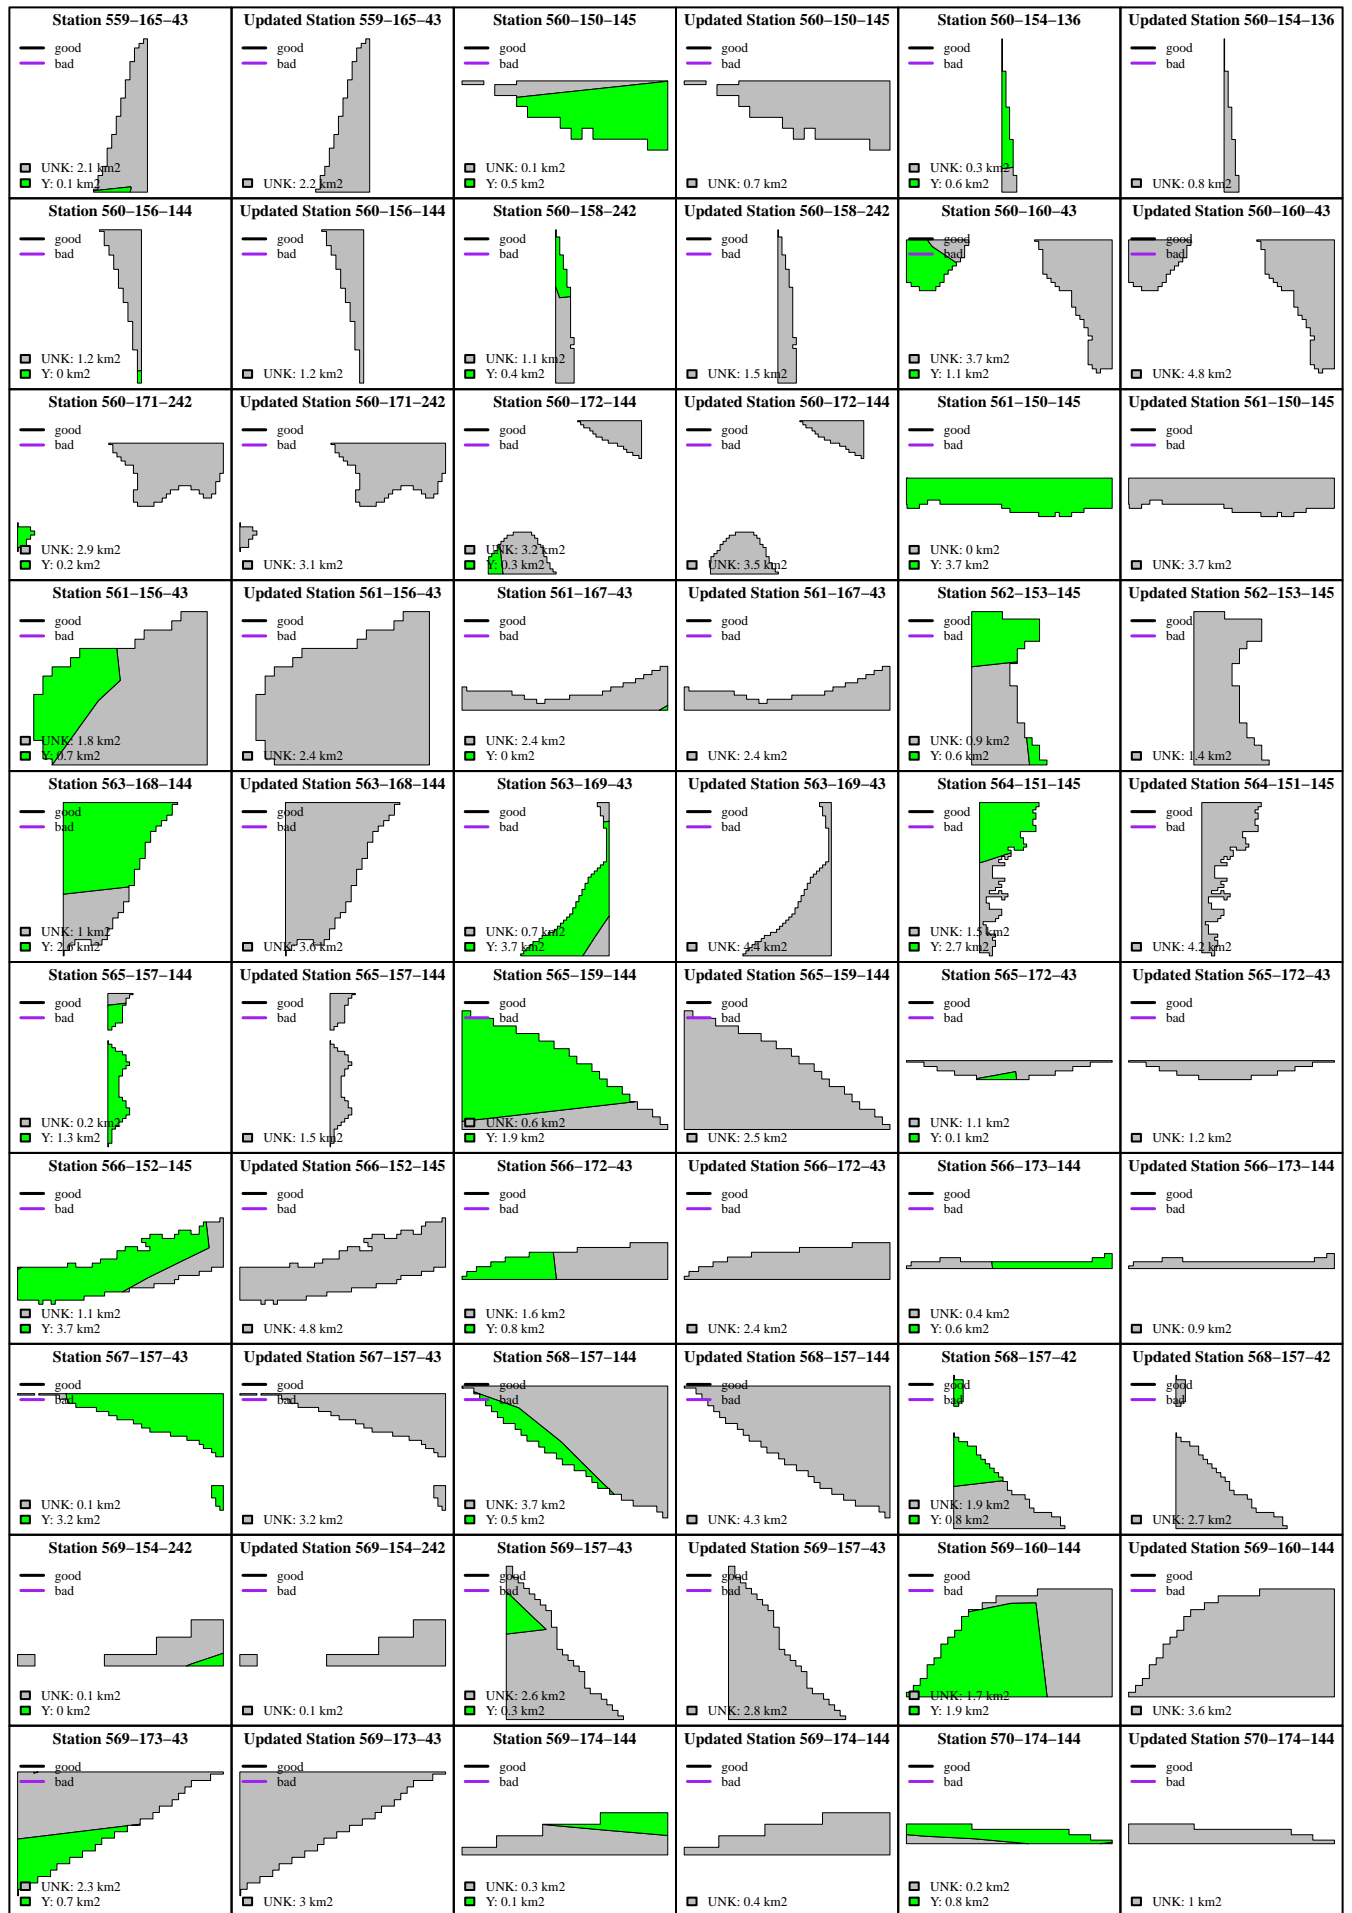 Station 559−165−43
good
bad
UNK: 2.1 km2
Y: 0.1 km2
Updated Station 559−165−43
good
bad
UNK: 2.2 km2
Station 560−150−145
good
bad
UNK: 0.1 km2
Y: 0.5 km2
Updated Station 560−150−145
good
bad
UNK: 0.7 km2
Station 560−154−136
good
bad
UNK: 0.3 km2
Y: 0.6 km2
Updated Station 560−154−136
good
bad
UNK: 0.8 km2
Station 560−156−144
good
bad
UNK: 1.2 km2
Y: 0 km2
Updated Station 560−156−144
good
bad
UNK: 1.2 km2
Station 560−158−242
good
bad
UNK: 1.1 km2
Y: 0.4 km2
Updated Station 560−158−242
good
bad
UNK: 1.5 km2
Station 560−160−43
good
bad
UNK: 3.7 km2
Y: 1.1 km2
Updated Station 560−160−43
good
bad
UNK: 4.8 km2
Station 560−171−242
good
bad
UNK: 2.9 km2
Y: 0.2 km2
Updated Station 560−171−242
good
bad
UNK: 3.1 km2
Station 560−172−144
good
bad
UNK: 3.2 km2
Y: 0.3 km2
Updated Station 560−172−144
good
bad
UNK: 3.5 km2
Station 561−150−145
good
bad
UNK: 0 km2
Y: 3.7 km2
Updated Station 561−150−145
good
bad
UNK: 3.7 km2
Station 561−156−43
good
bad
UNK: 1.8 km2
Y: 0.7 km2
Updated Station 561−156−43
good
bad
UNK: 2.4 km2
Station 561−167−43
good
bad
UNK: 2.4 km2
Y: 0 km2
Updated Station 561−167−43
good
bad
UNK: 2.4 km2
Station 562−153−145
good
bad
UNK: 0.9 km2
Y: 0.6 km2
Updated Station 562−153−145
good
bad
UNK: 1.4 km2
Station 563−168−144
good
bad
UNK: 1 km2
Y: 2.6 km2
Updated Station 563−168−144
good
bad
UNK: 3.6 km2
Station 563−169−43
good
bad
UNK: 0.7 km2
Y: 3.7 km2
Updated Station 563−169−43
good
bad
UNK: 4.4 km2
Station 564−151−145
good
bad
UNK: 1.5 km2
Y: 2.7 km2
Updated Station 564−151−145
good
bad
UNK: 4.2 km2
Station 565−157−144
good
bad
UNK: 0.2 km2
Y: 1.3 km2
Updated Station 565−157−144
good
bad
UNK: 1.5 km2
Station 565−159−144
good
bad
UNK: 0.6 km2
Y: 1.9 km2
Updated Station 565−159−144
good
bad
UNK: 2.5 km2
Station 565−172−43
good
bad
UNK: 1.1 km2
Y: 0.1 km2
Updated Station 565−172−43
good
bad
UNK: 1.2 km2
Station 566−152−145
good
bad
UNK: 1.1 km2
Y: 3.7 km2
Updated Station 566−152−145
good
bad
UNK: 4.8 km2
Station 566−172−43
good
bad
UNK: 1.6 km2
Y: 0.8 km2
Updated Station 566−172−43
good
bad
UNK: 2.4 km2
Station 566−173−144
good
bad
UNK: 0.4 km2
Y: 0.6 km2
Updated Station 566−173−144
good
bad
UNK: 0.9 km2
Station 567−157−43
good
bad
UNK: 0.1 km2
Y: 3.2 km2
Updated Station 567−157−43
good
bad
UNK: 3.2 km2
Station 568−157−144
good
bad
UNK: 3.7 km2
Y: 0.5 km2
Updated Station 568−157−144
good
bad
UNK: 4.3 km2
Station 568−157−42
good
bad
UNK: 1.9 km2
Y: 0.8 km2
Updated Station 568−157−42
good
bad
UNK: 2.7 km2
Station 569−154−242
good
bad
UNK: 0.1 km2
Y: 0 km2
Updated Station 569−154−242
good
bad
UNK: 0.1 km2
Station 569−157−43
good
bad
UNK: 2.6 km2
Y: 0.3 km2
Updated Station 569−157−43
good
bad
UNK: 2.8 km2
Station 569−160−144
good
bad
UNK: 1.7 km2
Y: 1.9 km2
Updated Station 569−160−144
good
bad
UNK: 3.6 km2
Station 569−173−43
good
bad
UNK: 2.3 km2
Y: 0.7 km2
Updated Station 569−173−43
good
bad
UNK: 3 km2
Station 569−174−144
good
bad
UNK: 0.3 km2
Y: 0.1 km2
Updated Station 569−174−144
good
bad
UNK: 0.4 km2
Station 570−174−144
good
bad
UNK: 0.2 km2
Y: 0.8 km2
Updated Station 570−174−144
good
bad
UNK: 1 km2